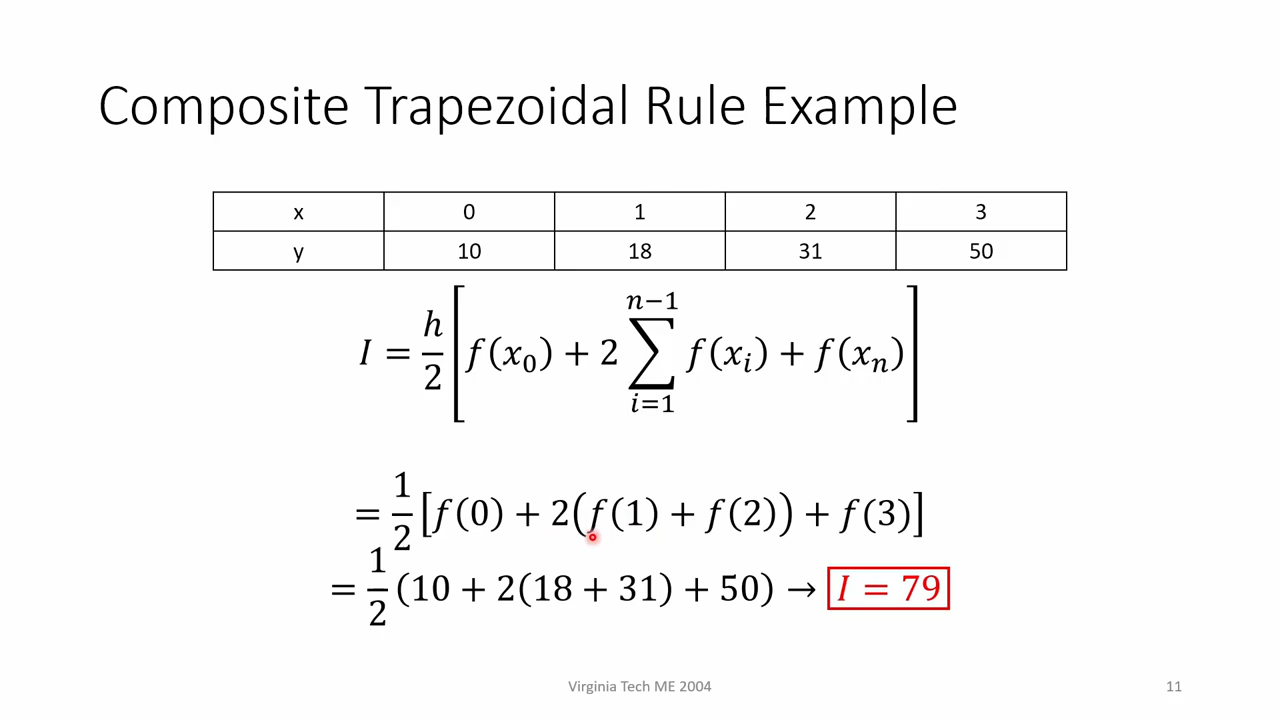 Composite Trapezoidal Rule Example
x 0 1 2 3
y 10 18 31 50
I = h/2 [f(x₀) + 2 ∑_{i=1}^{n−1} f(x_i) + f(x_n)]
= 1/2 [f(0) + 2(f(1) + f(2)) + f(3)]
= 1/2 (10 + 2(18 + 31) + 50) → I = 79
Virginia Tech ME 2004 11